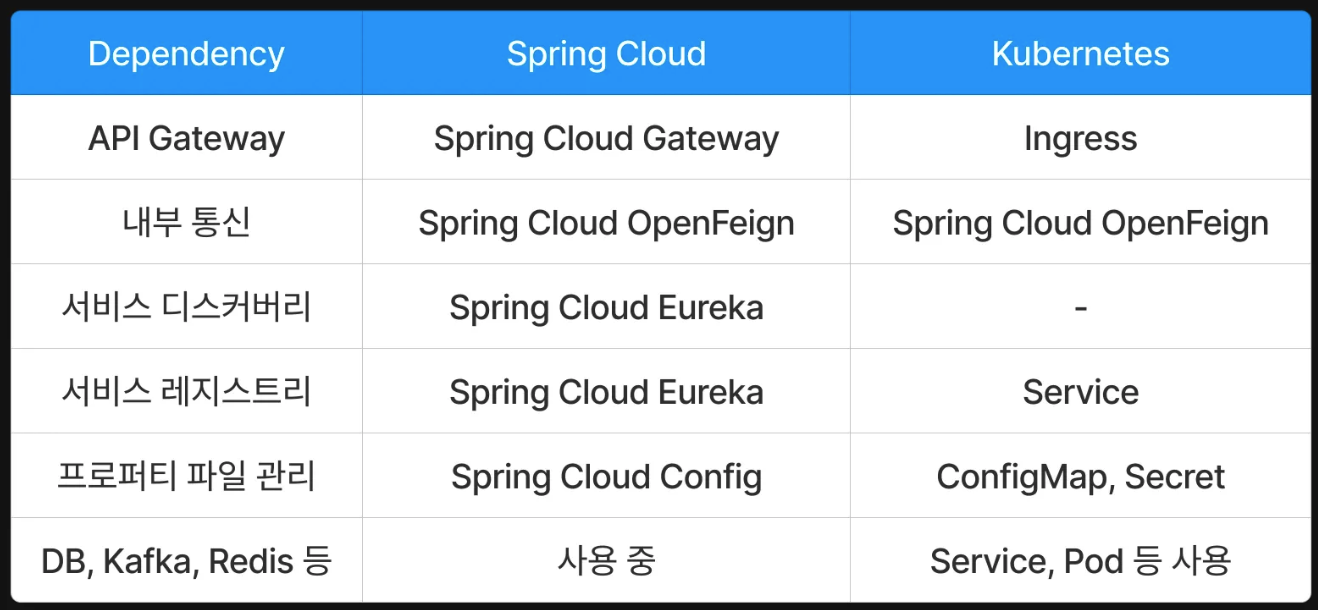 Dependency Spring Cloud Kubernetes
API Gateway Spring Cloud Gateway Ingress
내부 통신 Spring Cloud OpenFeign Spring Cloud OpenFeign
서비스 디스커버리 Spring Cloud Eureka -
서비스 레지스트리 Spring Cloud Eureka Service
프로퍼티 파일 관리 Spring Cloud Config ConfigMap, Secret
DB, Kafka, Redis 등 사용 중 Service, Pod 등 사용